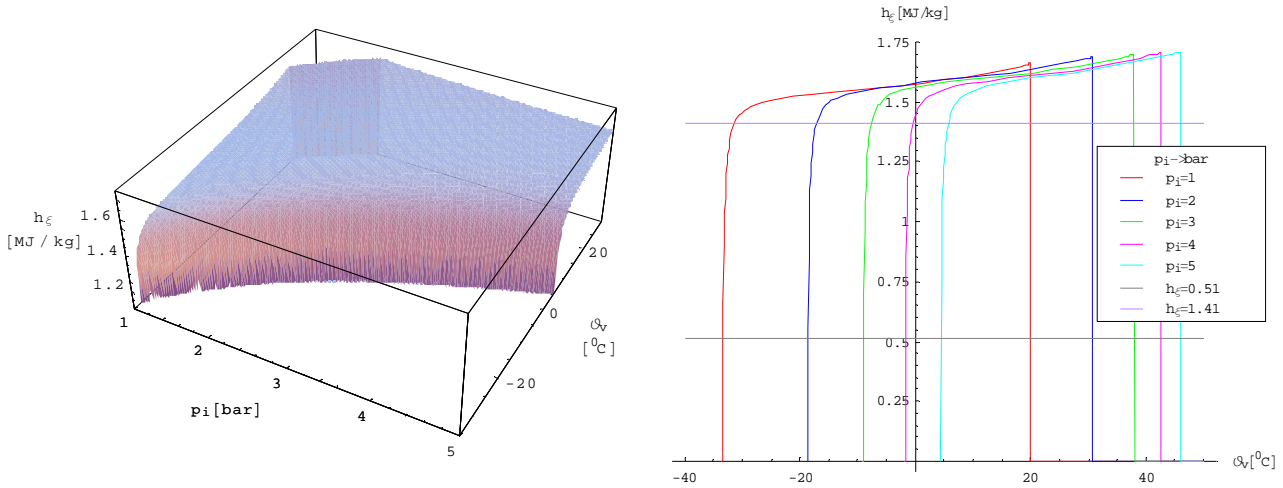 hξ
[MJ / kg]
1.6
1.4
1.2
1
2
3
4
5
pi[bar]
20
0
-20
𝜗v
[⁰C]
hξ[MJ/kg]
1.75
1.5
1.25
1
0.75
0.5
0.25
-40
-20
20
40
𝜗v[⁰C]
pi->bar
pi=1
pi=2
pi=3
pi=4
pi=5
hξ=0.51
hξ=1.41